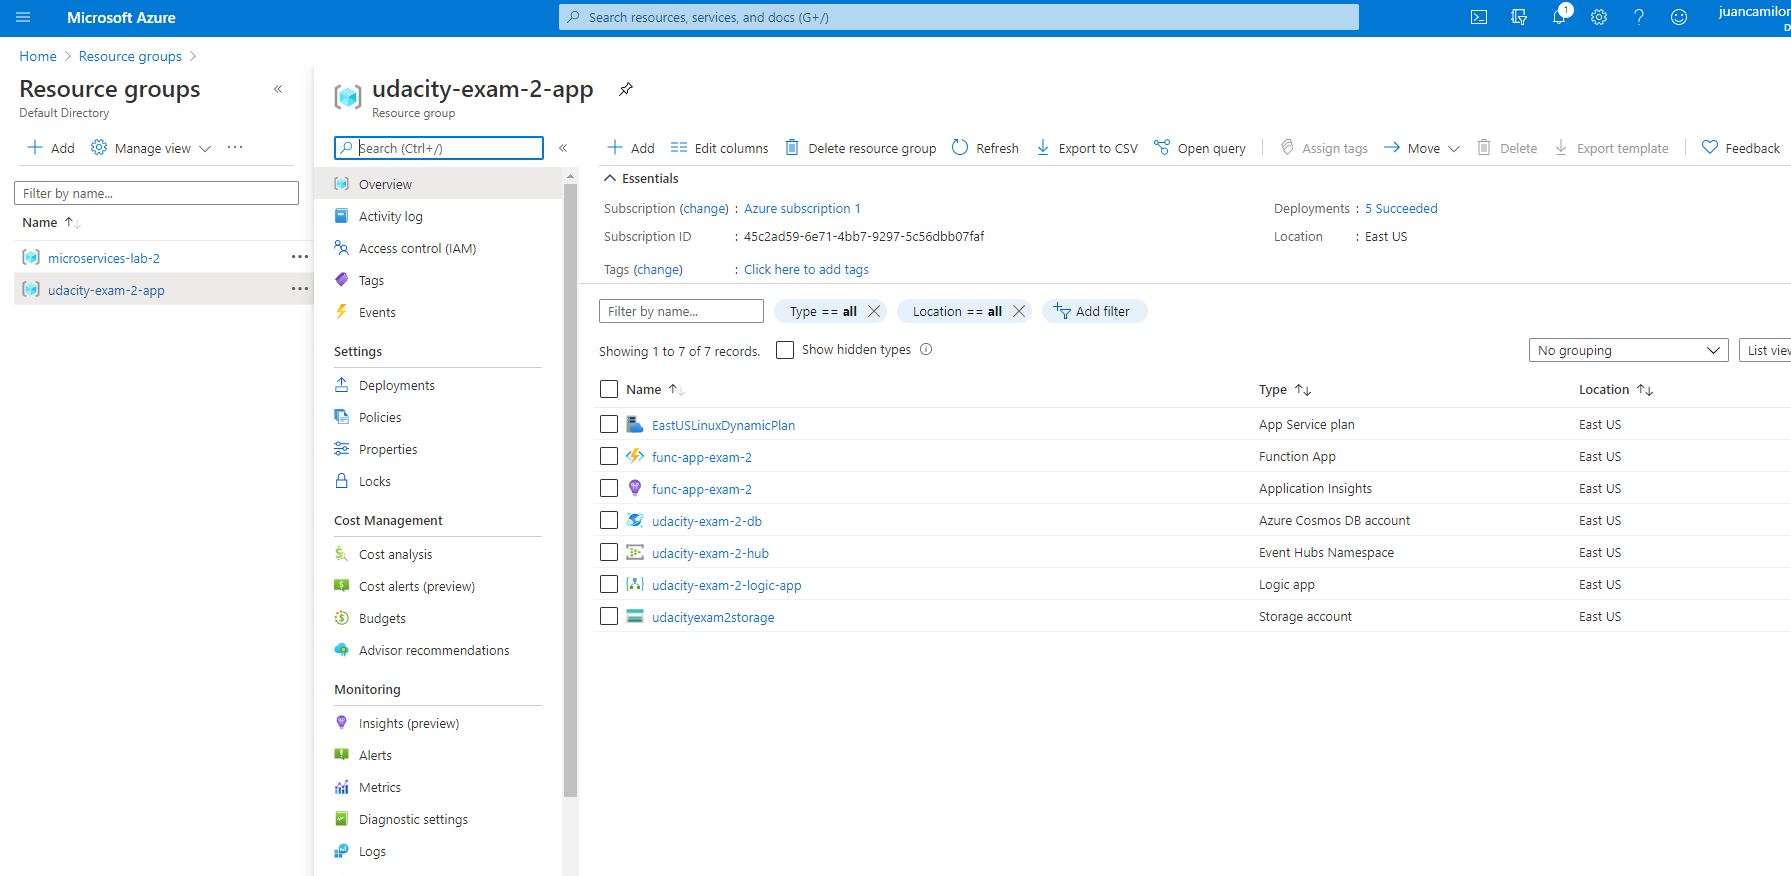 Microsoft Azure
Search resources, services, and docs (G+/)
1
Home > Resource groups >
Resource groups
Default Directory
Add Manage view ...
Filter by name...
Name
microservices-lab-2
udacity-exam-2-app
udacity-exam-2-app
Resource group
Search (Ctrl+/)
Overview
Activity log
Access control (IAM)
Tags
Events
Settings
Deployments
Policies
Properties
Locks
Cost Management
Cost analysis
Cost alerts (preview)
Budgets
Advisor recommendations
Monitoring
Insights (preview)
Alerts
Metrics
Diagnostic settings
Logs
Add Edit columns Delete resource group Refresh Export to CSV Open query Assign tags Move Delete Export template Feedback
Essentials
Subscription (change) : Azure subscription 1
Deployments : 5 Succeeded
Subscription ID : 45c2ad59-6e71-4bb7-9297-5c56dbb07faf
Location : East US
Tags (change) : Click here to add tags
Filter by name... Type == all Location == all Add filter
Showing 1 to 7 of 7 records. Show hidden types No grouping List
Name Type Location
EastUSLinuxDynamicPlan App Service plan East US
func-app-exam-2 Function App East US
func-app-exam-2 Application Insights East US
udacity-exam-2-db Azure Cosmos DB account East US
udacity-exam-2-hub Event Hubs Namespace East US
udacity-exam-2-logic-app Logic app East US
udacityexam2storage Storage account East US